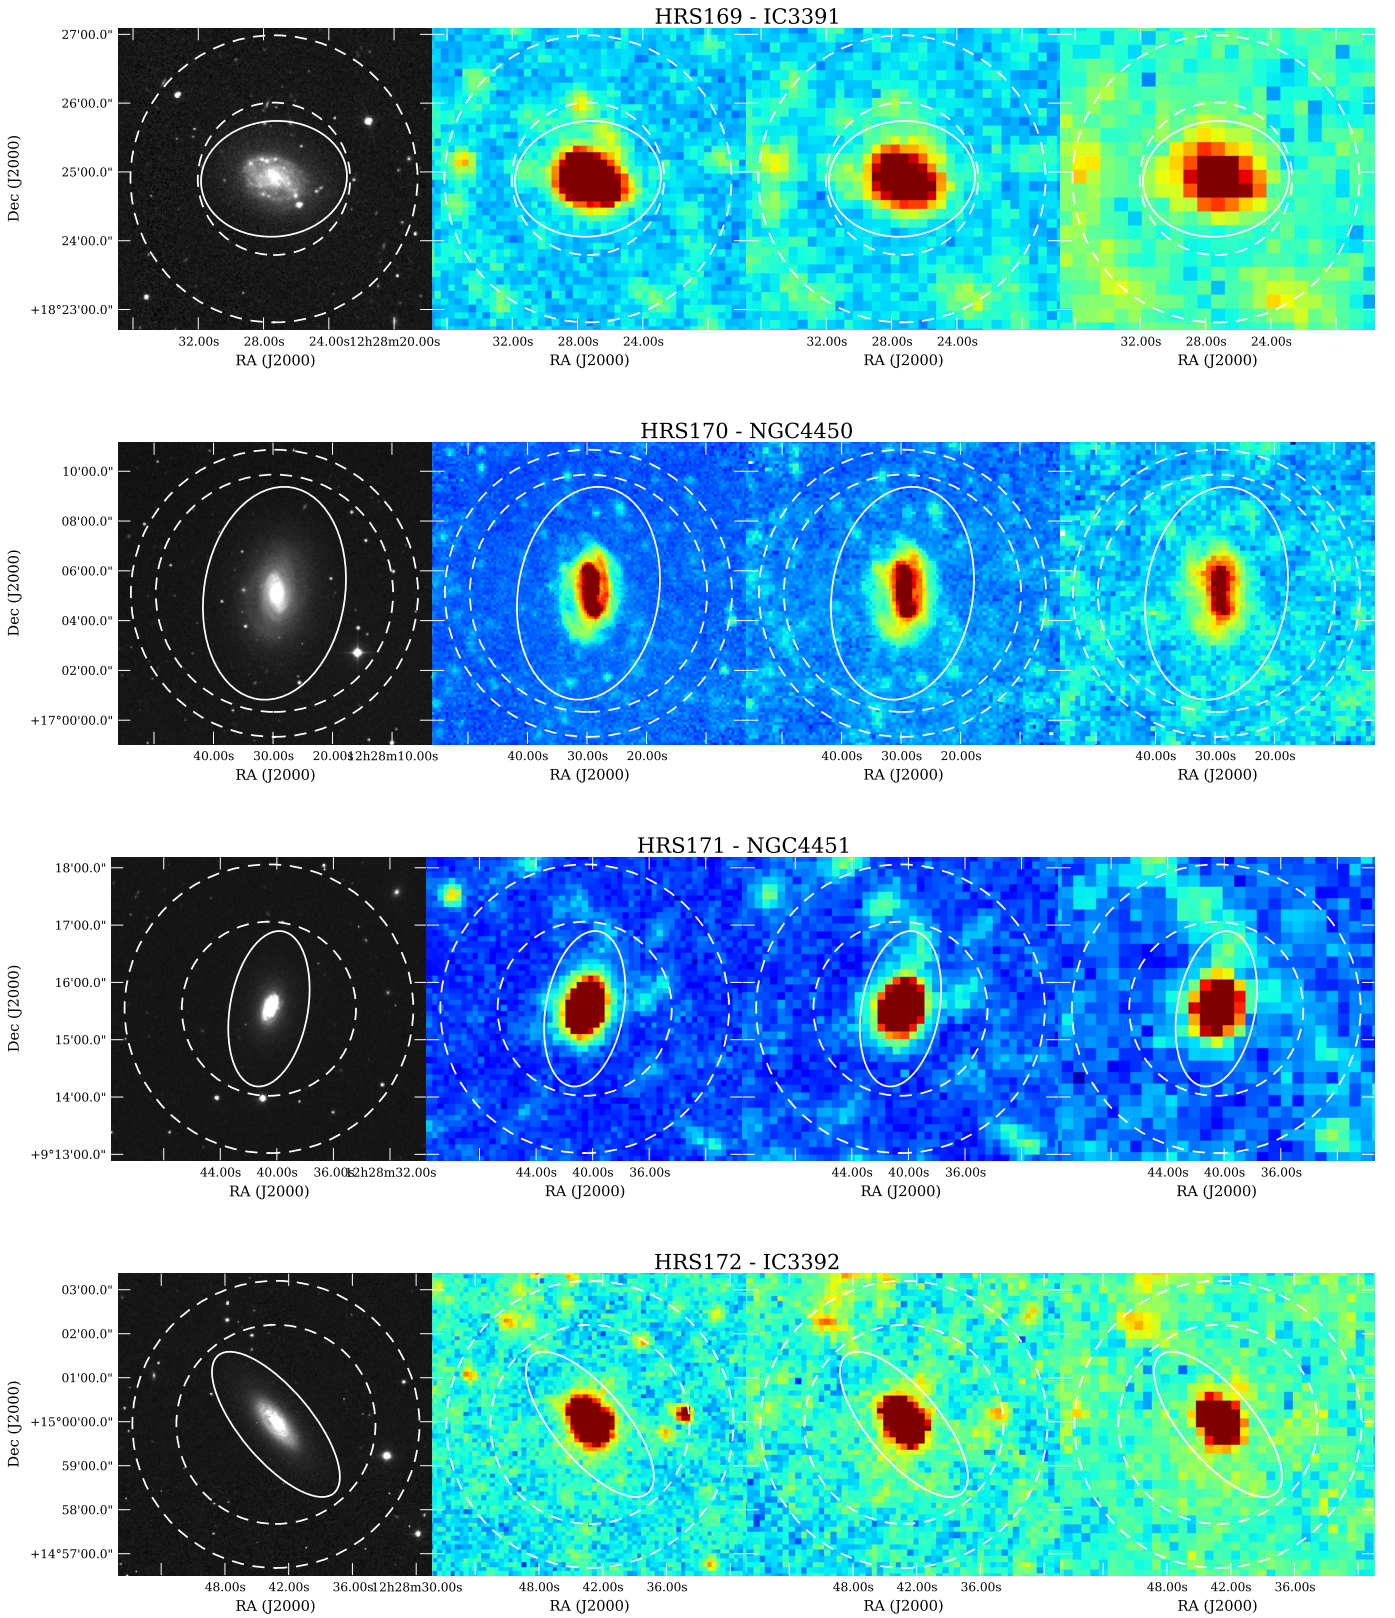 HRS169 - IC3391
27'00.0"
26'00.0"
25'00.0"
24'00.0"
+18°23'00.0"
Dec (J2000)
32.00s 28.00s 24.00s 12h28m20.00s 32.00s 28.00s 24.00s 32.00s 28.00s 24.00s 32.00s 28.00s 24.00s
RA (J2000) RA (J2000) RA (J2000) RA (J2000)
HRS170 - NGC4450
10'00.0"
08'00.0"
06'00.0"
04'00.0"
02'00.0"
+17°00'00.0"
Dec (J2000)
40.00s 30.00s 20.00s 12h28m10.00s 40.00s 30.00s 20.00s 40.00s 30.00s 20.00s 40.00s 30.00s 20.00s
RA (J2000) RA (J2000) RA (J2000) RA (J2000)
HRS171 - NGC4451
18'00.0"
17'00.0"
16'00.0"
15'00.0"
14'00.0"
+9°13'00.0"
Dec (J2000)
44.00s 40.00s 36.00s 12h28m32.00s 44.00s 40.00s 36.00s 44.00s 40.00s 36.00s 44.00s 40.00s 36.00s
RA (J2000) RA (J2000) RA (J2000) RA (J2000)
HRS172 - IC3392
03'00.0"
02'00.0"
01'00.0"
+15°00'00.0"
59'00.0"
58'00.0"
+14°57'00.0"
Dec (J2000)
48.00s 42.00s 36.00s 12h28m30.00s 48.00s 42.00s 36.00s 48.00s 42.00s 36.00s 48.00s 42.00s 36.00s
RA (J2000) RA (J2000) RA (J2000) RA (J2000)